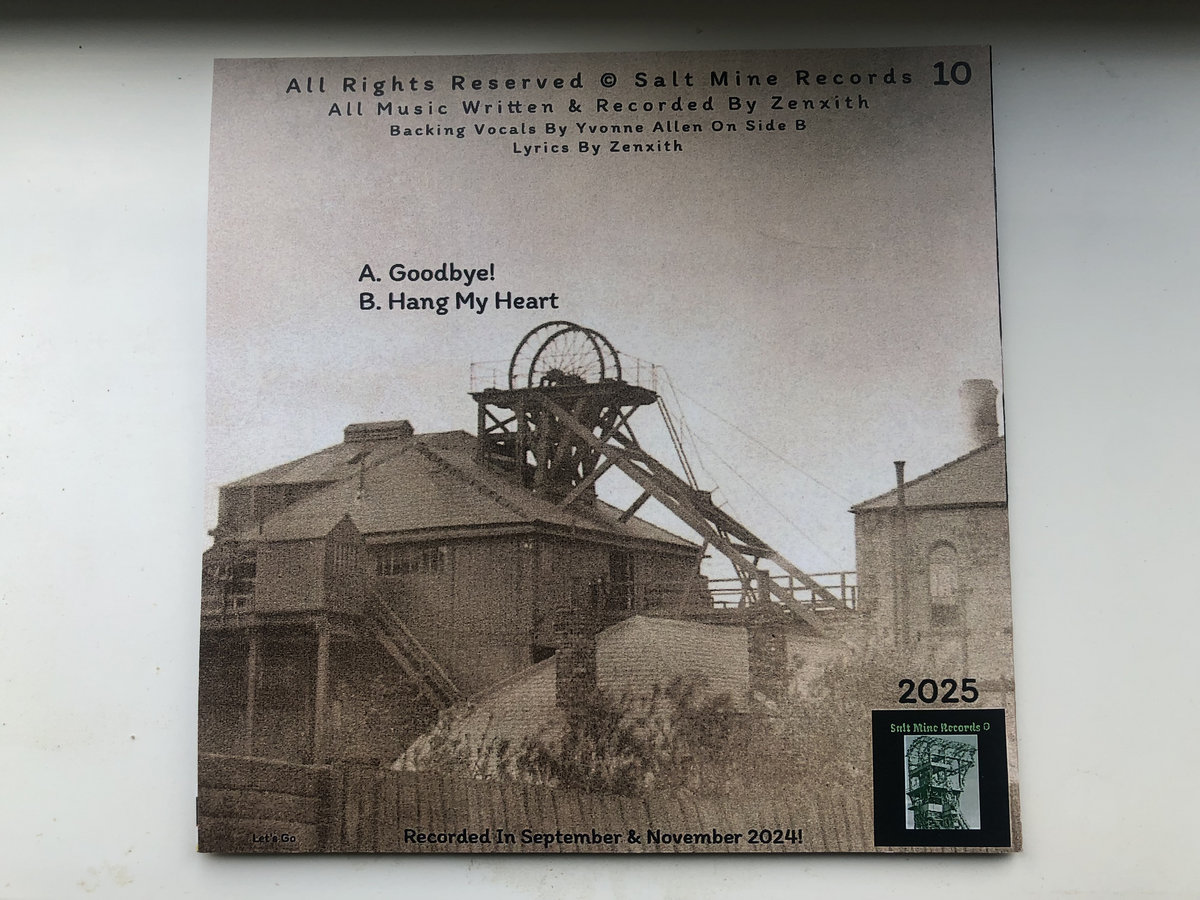 All Rights Reserved © Salt Mine Records 10
All Music Written & Recorded By Zenxith
Backing Vocals By Yvonne Allen On Side B
Lyrics By Zenxith
A. Goodbye!
B. Hang My Heart
2025
Salt Mine Records ©
Let's Go
Recorded In September & November 2024!